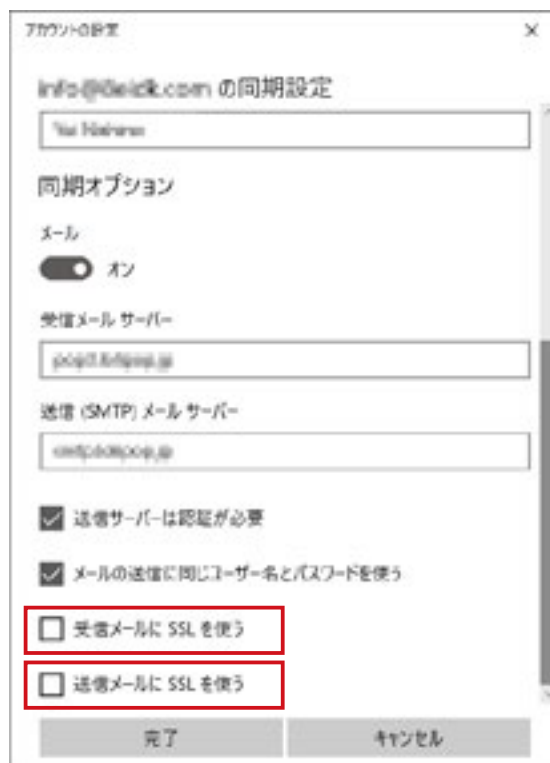 アカウントの設定
の同期設定
同期オプション
メール
オン
受信メール サーバー
送信 (SMTP) メール サーバー
送信サーバーは認証が必要
メールの送信に同じユーザー名とパスワードを使う
受信メールに SSL を使う
送信メールに SSL を使う
完了
キャンセル